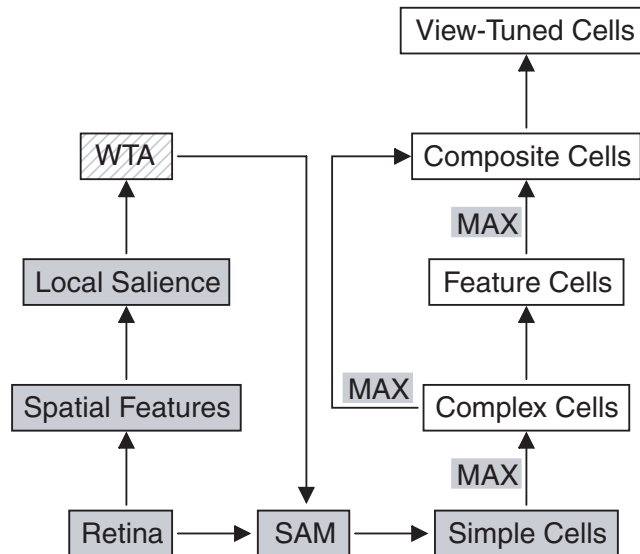 View-Tuned Cells
WTA
Composite Cells
MAX
Local Salience
Feature Cells
MAX
Spatial Features
Complex Cells
MAX
Retina
SAM
Simple Cells